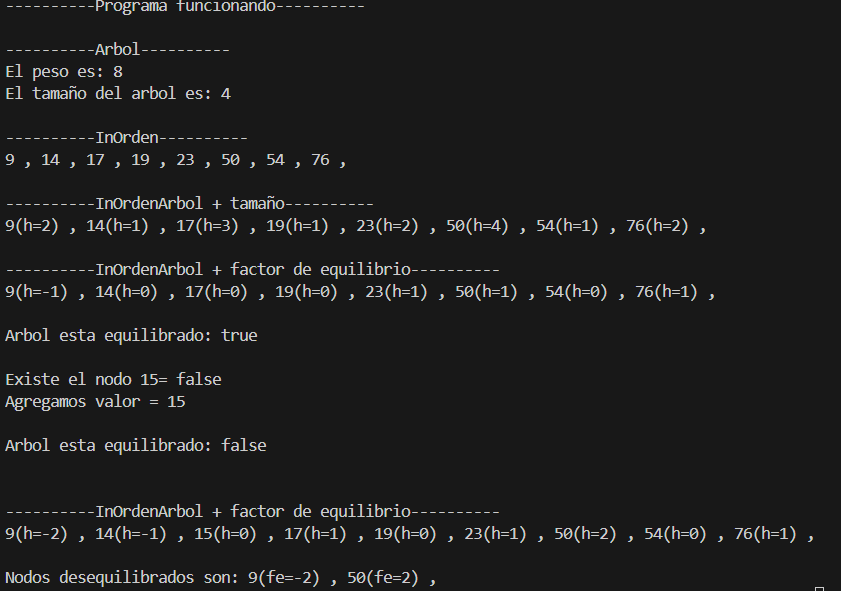 ----------Programa funcionando----------
----------Arbol----------
El peso es: 8
El tamaño del arbol es: 4
----------InOrden----------
9 , 14 , 17 , 19 , 23 , 50 , 54 , 76 ,
----------InOrdenArbol + tamaño----------
9(h=2) , 14(h=1) , 17(h=3) , 19(h=1) , 23(h=2) , 50(h=4) , 54(h=1) , 76(h=2) ,
----------InOrdenArbol + factor de equilibrio----------
9(h=-1) , 14(h=0) , 17(h=0) , 19(h=0) , 23(h=1) , 50(h=1) , 54(h=0) , 76(h=1) ,
Arbol esta equilibrado: true
Existe el nodo 15= false
Agregamos valor = 15
Arbol esta equilibrado: false
----------InOrdenArbol + factor de equilibrio----------
9(h=-2) , 14(h=-1) , 15(h=0) , 17(h=1) , 19(h=0) , 23(h=1) , 50(h=2) , 54(h=0) , 76(h=1) ,
Nodos desequilibrados son: 9(fe=-2) , 50(fe=2) ,